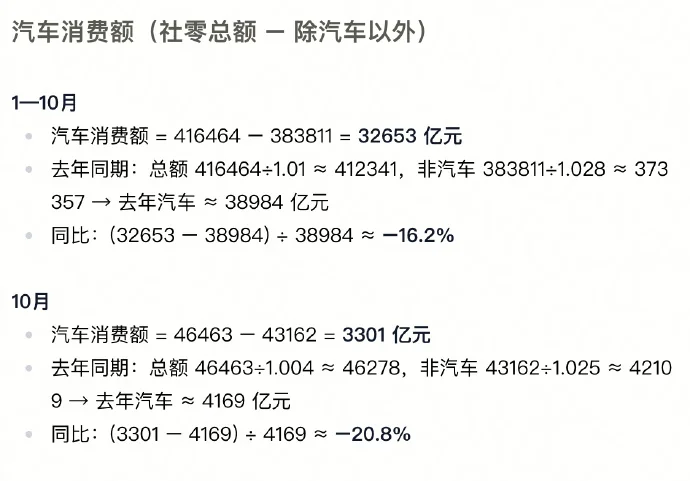 汽车消费额（社零总额 − 除汽车以外）
1—10月
汽车消费额 = 416464 − 383811 = 32653 亿元
去年同期：总额 416464÷1.01 ≈ 412341，非汽车 383811÷1.028 ≈ 373
357 → 去年汽车 ≈ 38984 亿元
同比：(32653 − 38984) ÷ 38984 ≈ −16.2%
10月
汽车消费额 = 46463 − 43162 = 3301 亿元
去年同期：总额 46463÷1.004 ≈ 46278，非汽车 43162÷1.025 ≈ 4210
9 → 去年汽车 ≈ 4169 亿元
同比：(3301 − 4169) ÷ 4169 ≈ −20.8%